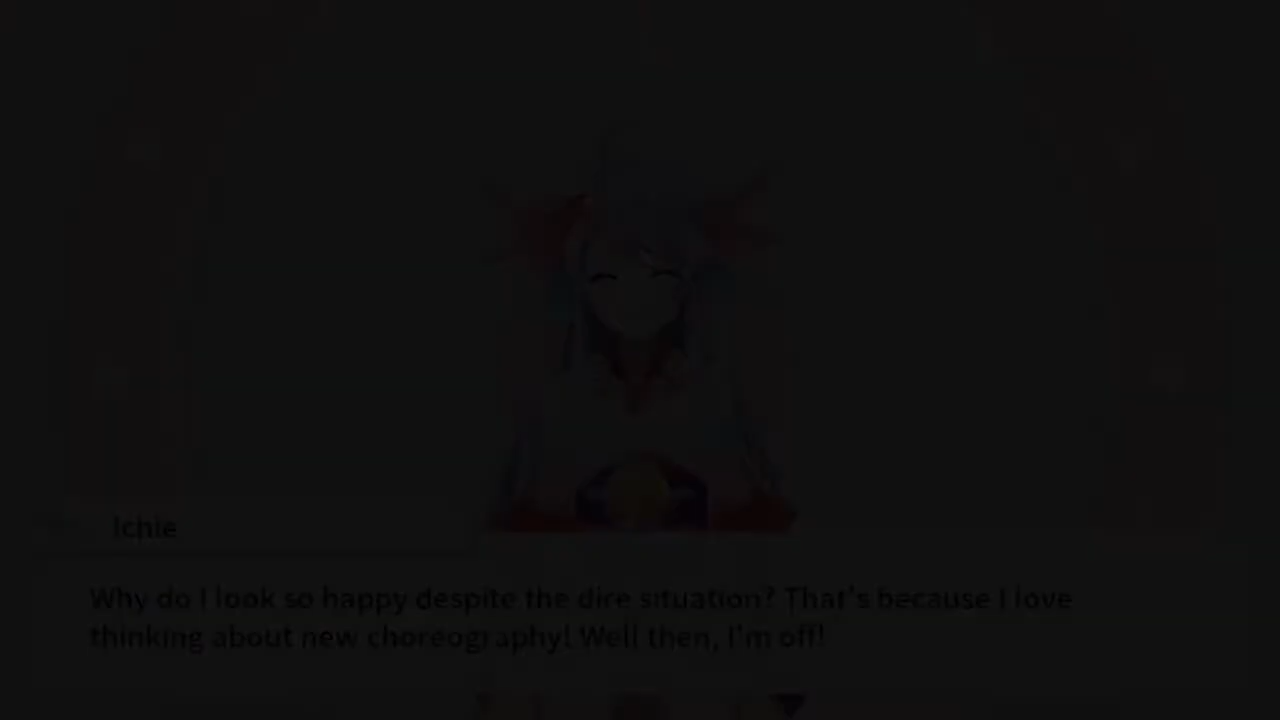 Ichie
Why do I look so happy despite the dire situation? That's because I love
thinking about new choreography! Well then, I'm off!